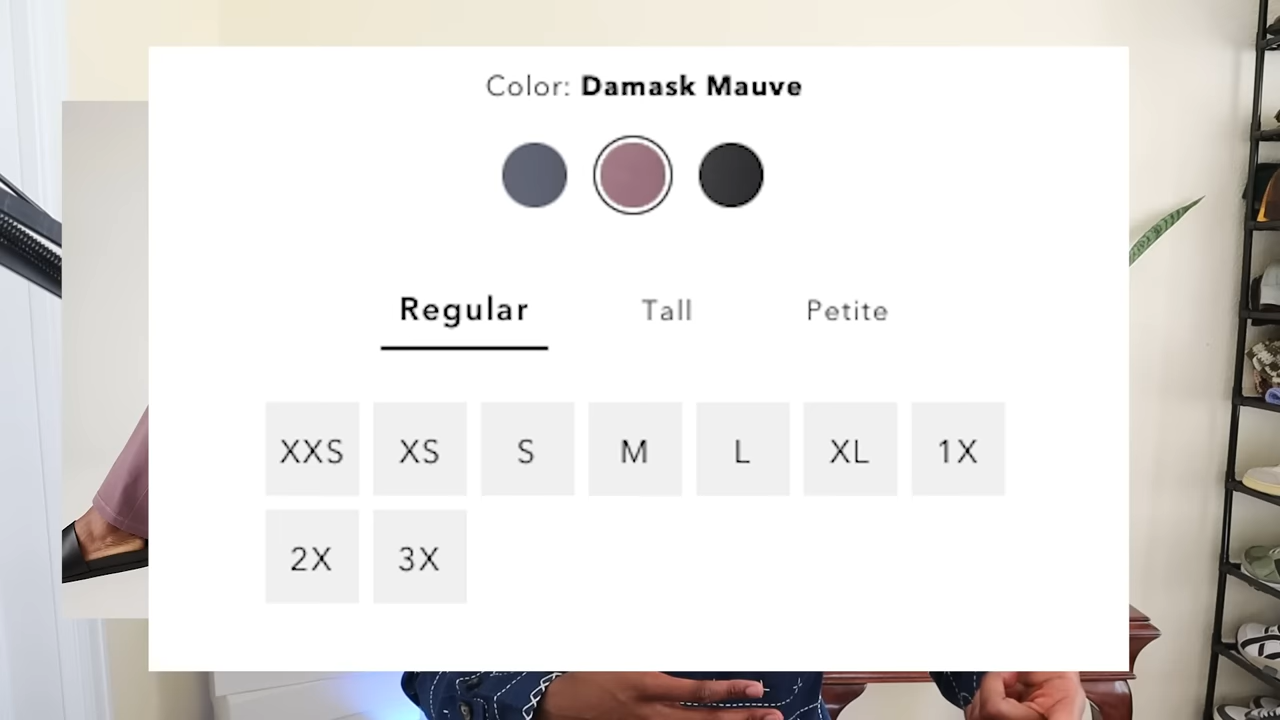 Color: Damask Mauve
Regular Tall Petite
XXS XS S M L XL 1X
2X 3X